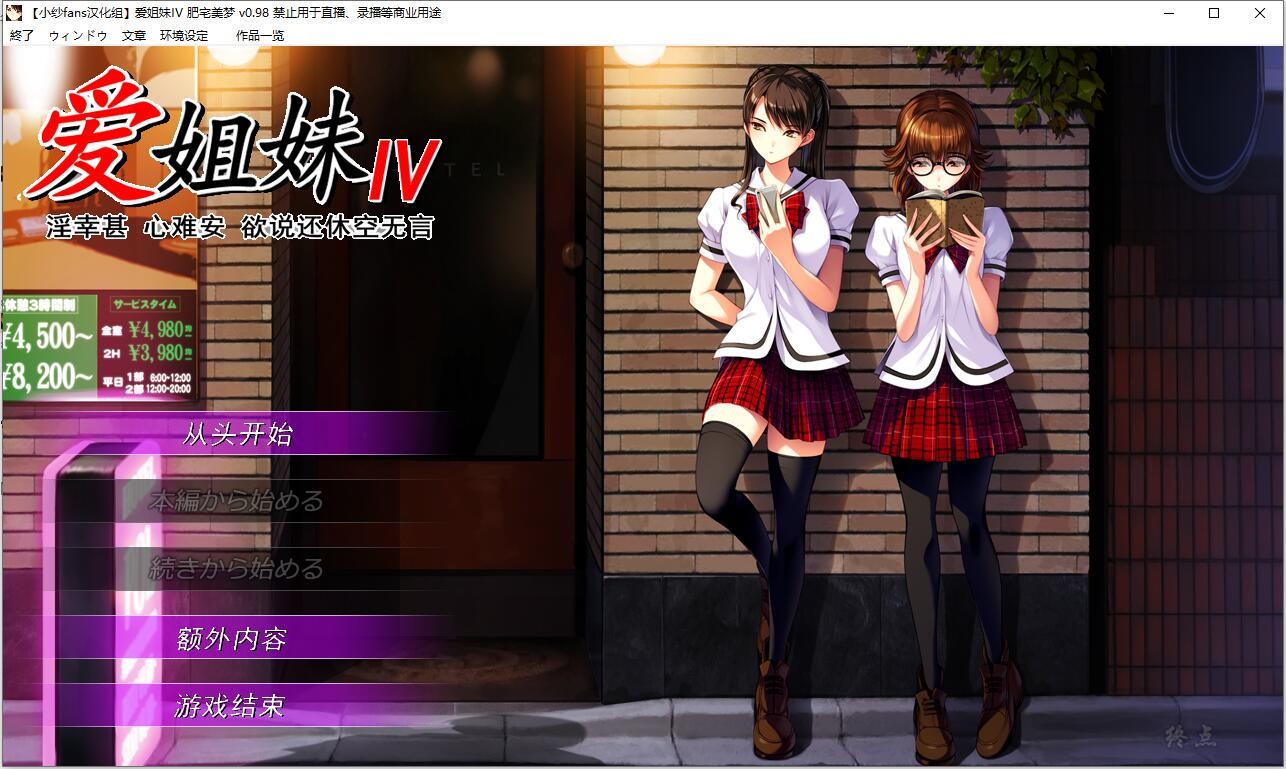 【小纱fans汉化组】爱姐妹IV 肥宅美梦 v0.98 禁止用于直播、录播等商业用途
終了 ウィンドウ 文章 环境设定 作品一览
爱姐妹IV
TEL
淫幸甚 心难安 欲说还休空无言
休憩3時間制
¥4,500~
¥8,200~
サービスタイム
全室 ¥4,980
2H ¥3,980
平日 1部 6:00-12:00
2部 12:00-20:00
从头开始
本編から始める
続きから始める
额外内容
游戏结束
终点